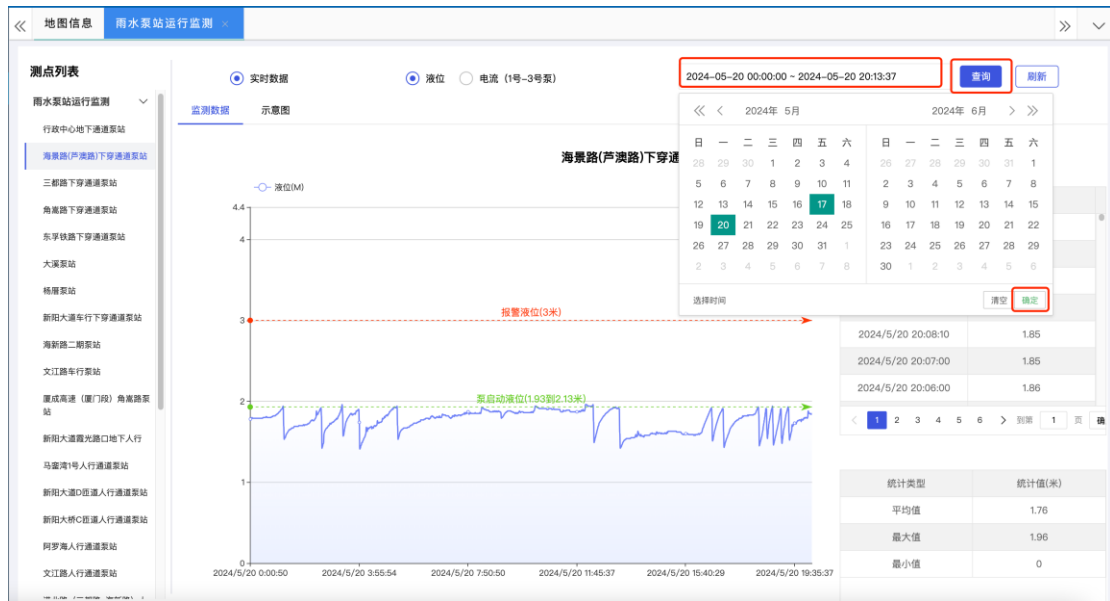 地图信息 雨水泵站运行监测 ×
测点列表
雨水泵站运行监测
行政中心地下通道泵站
海景路(芦澳路)下穿通道泵站
三都路下穿通道泵站
角嵩路下穿通道泵站
东孚铁路下穿通道泵站
大溪泵站
杨厝泵站
新阳大道车行下穿通道泵站
海新路二期泵站
文江路车行泵站
厦成高速（厦门段）角嵩路泵
站
新阳大道霞光路口地下人行
马銮湾1号人行通道泵站
新阳大道D匝道人行通道泵站
新阳大桥C匝道人行通道泵站
阿罗海人行通道泵站
文江路人行通道泵站
实时数据 液位 电流（1号-3号泵）
2024-05-20 00:00:00 ~ 2024-05-20 20:13:37 查询 刷新
监测数据 示意图
海景路(芦澳路)下穿通
液位(M)
4.4
4
3
2
1
0
报警液位(3米)
泵启动液位(1.93到2.13米)
2024/5/20 0:00:50 2024/5/20 3:55:54 2024/5/20 7:50:50 2024/5/20 11:45:37 2024/5/20 15:40:29 2024/5/20 19:35:37
2024年 5月 2024年 6月
日 一 二 三 四 五 六 日 一 二 三 四 五 六
28 29 30 1 2 3 4 26 27 28 29 30 31 1
5 6 7 8 9 10 11 2 3 4 5 6 7 8
12 13 14 15 16 17 18 9 10 11 12 13 14 15
19 20 21 22 23 24 25 16 17 18 19 20 21 22
26 27 28 29 30 31 1 23 24 25 26 27 28 29
2 3 4 5 6 7 8 30 1 2 3 4 5 6
选择时间 清空 确定
2024/5/20 20:08:10 1.85
2024/5/20 20:07:00 1.85
2024/5/20 20:06:00 1.86
1 2 3 4 5 6 到第 1 页 确
统计类型 统计值(米)
平均值 1.76
最大值 1.96
最小值 0